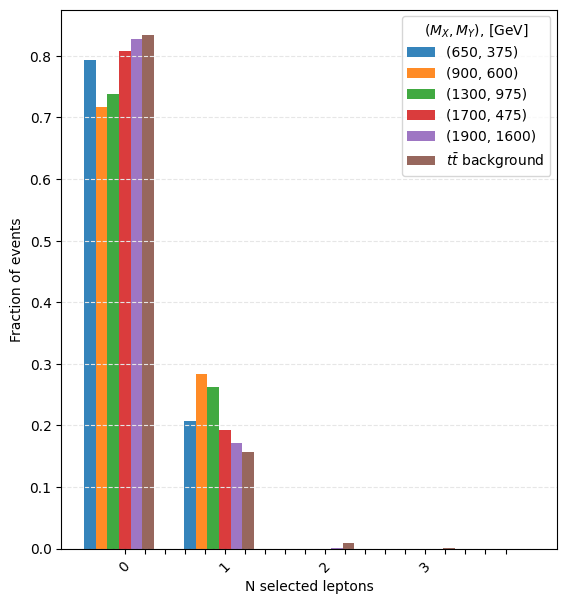 (M_X, M_Y), [GeV]
(650, 375)
(900, 600)
(1300, 975)
(1700, 475)
(1900, 1600)
tt̄ background
Fraction of events
0.8
0.7
0.6
0.5
0.4
0.3
0.2
0.1
0.0
0 1 2 3
N selected leptons